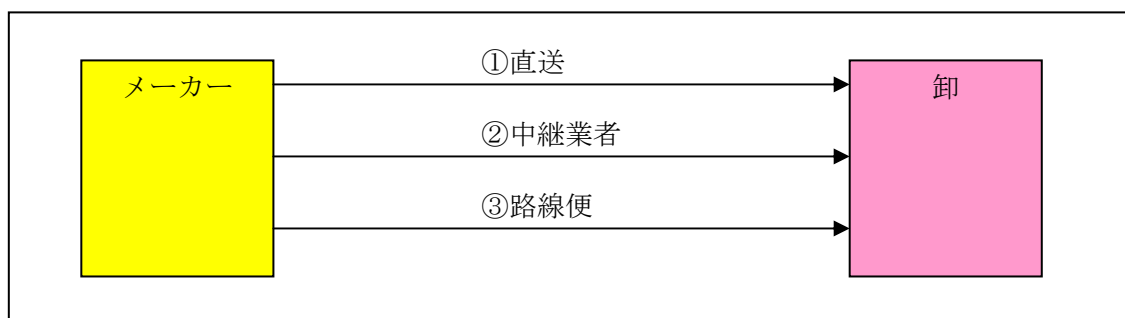 メーカー
①直送
②中継業者
③路線便
卸